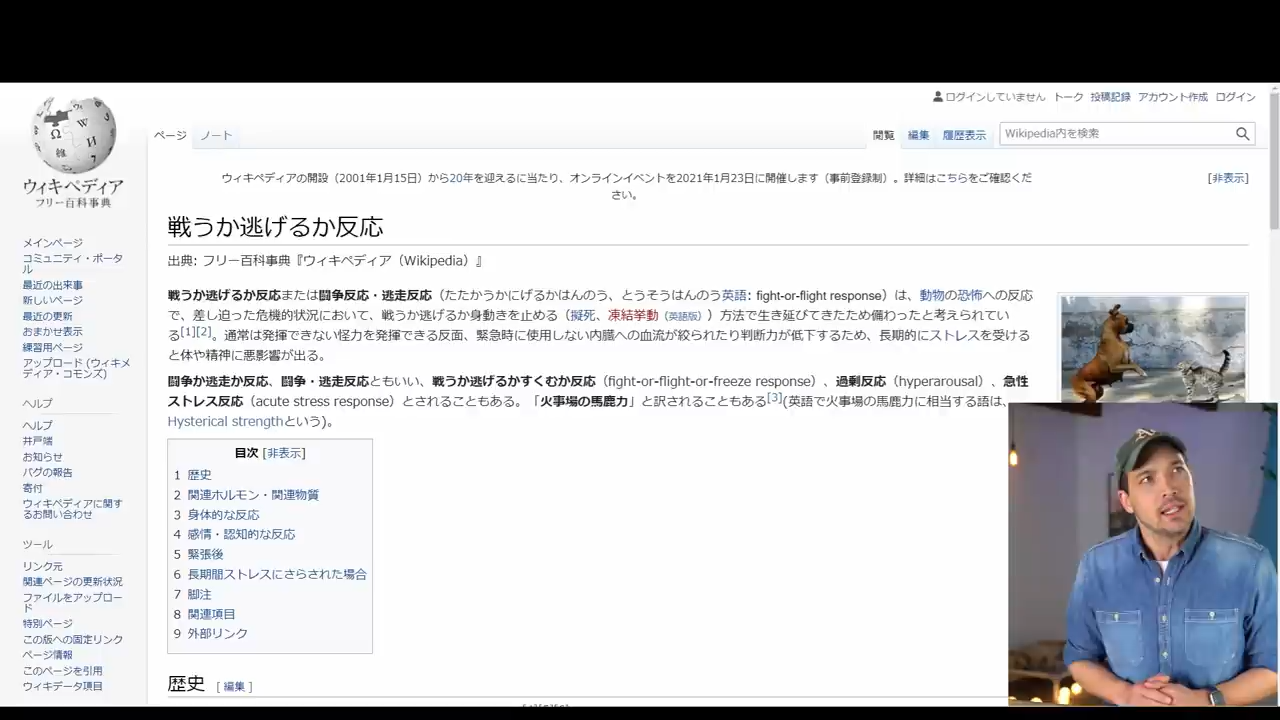 ログインしていません トーク 投稿記録 アカウント作成 ログイン
ページ ノート 閲覧 編集 履歴表示 Wikipedia内を検索
ウィキペディア
フリー百科事典
ウィキペディアの開設（2001年1月15日）から20年を迎えるに当たり、オンラインイベントを2021年1月23日に開催します（事前登録制）。詳細はこちらをご確認くだ
さい。
[非表示]
戦うか逃げるか反応
出典: フリー百科事典『ウィキペディア（Wikipedia）』
戦うか逃げるか反応または闘争反応・逃走反応（たたかうかにげるかはんのう、とうそうはんのう英語: fight-or-flight response）は、動物の恐怖への反応
で、差し迫った危機的状況において、戦うか逃げるか身動きを止める（擬死、凍結挙動（英語版））方法で生き延びてきたため備わったと考えられてい
る[1][2]。通常は発揮できない怪力を発揮できる反面、緊急時に使用しない内臓への血流が絞られたり判断力が低下するため、長期的にストレスを受ける
と体や精神に悪影響が出る。
闘争か逃走か反応、闘争・逃走反応ともいい、戦うか逃げるかすくむか反応（fight-or-flight-or-freeze response）、過剰反応（hyperarousal）、急性
ストレス反応（acute stress response）とされることもある。「火事場の馬鹿力」と訳されることもある[3](英語で火事場の馬鹿力に相当する語は、
Hysterical strengthという)。
目次 [非表示]
1 歴史
2 関連ホルモン・関連物質
3 身体的な反応
4 感情・認知的な反応
5 緊張後
6 長期間ストレスにさらされた場合
7 脚注
8 関連項目
9 外部リンク
歴史 [ 編集 ]
メインページ
コミュニティ・ポータ
ル
最近の出来事
新しいページ
最近の更新
おまかせ表示
練習用ページ
アップロード (ウィキメ
ディア・コモンズ)
ヘルプ
ヘルプ
井戸端
お知らせ
バグの報告
寄付
ウィキペディアに関す
るお問い合わせ
ツール
リンク元
関連ページの更新状況
ファイルをアップロー
ド
特別ページ
この版への固定リンク
ページ情報
このページを引用
ウィキデータ項目